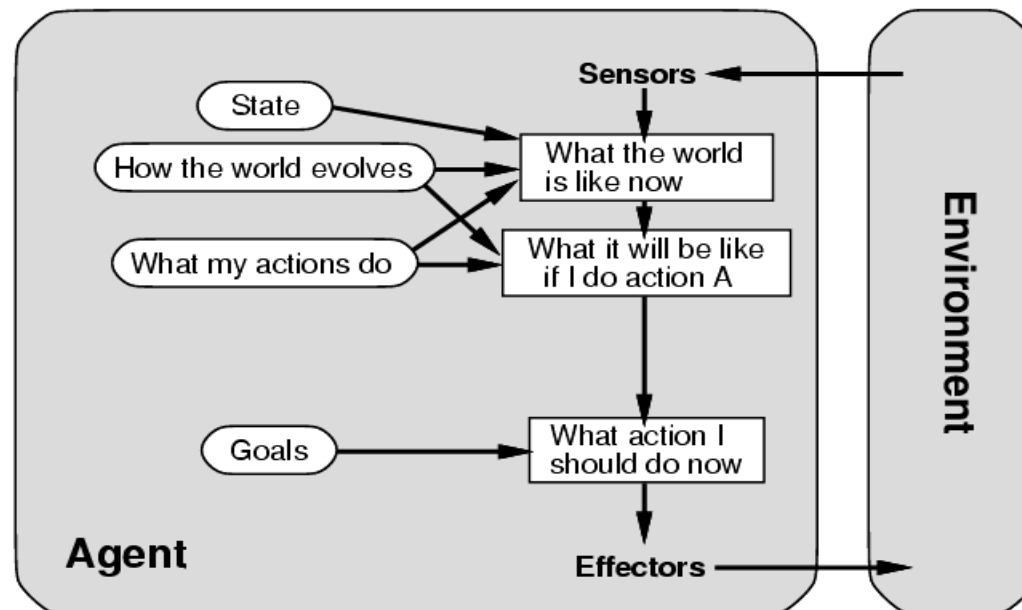 Sensors
State
What the world
is like now
How the world evolves
What it will be like
if I do action A
What my actions do
Environment
What action I
should do now
Goals
Agent
Effectors